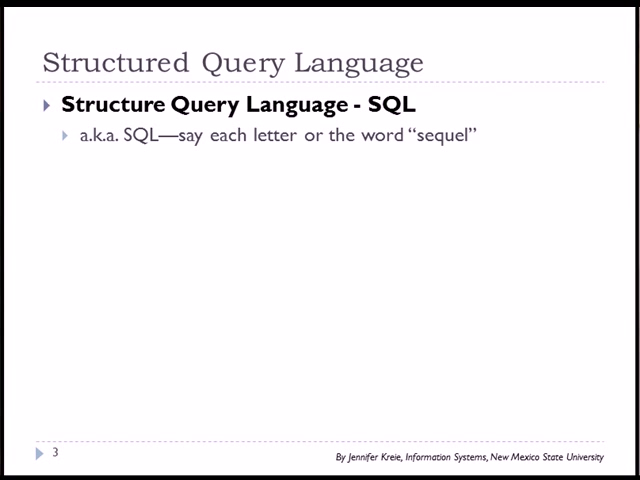 Structured Query Language
Structure Query Language - SQL
a.k.a. SQL—say each letter or the word “sequel”
3
By Jennifer Kreie, Information Systems, New Mexico State University